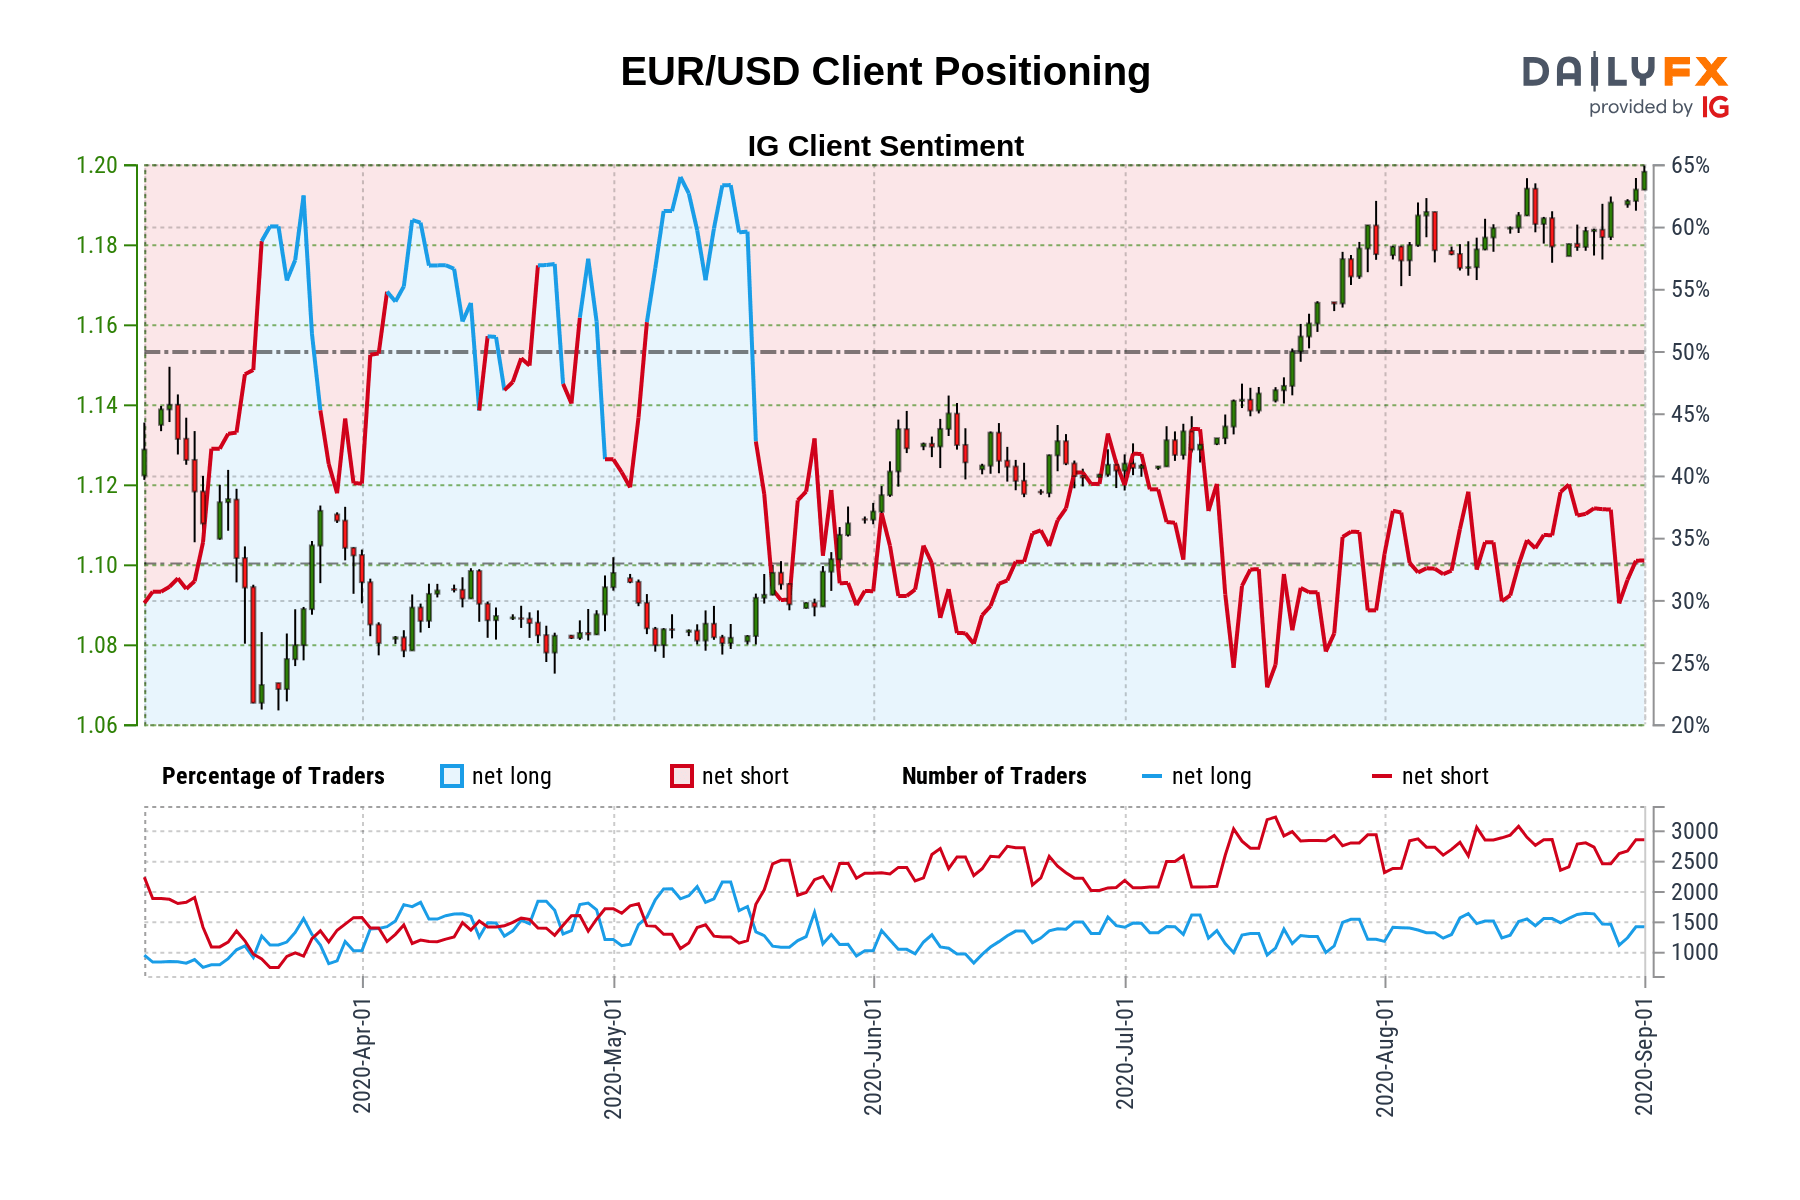 EUR/USD Client Positioning
DAILYFX
provided by IG
IG Client Sentiment
1.20
1.18
1.16
1.14
1.12
1.10
1.08
1.06
65%
60%
55%
50%
45%
40%
35%
30%
25%
20%
Percentage of Traders net long net short Number of Traders net long net short
3000
2500
2000
1500
1000
2020-Apr-01
2020-May-01
2020-Jun-01
2020-Jul-01
2020-Aug-01
2020-Sep-01